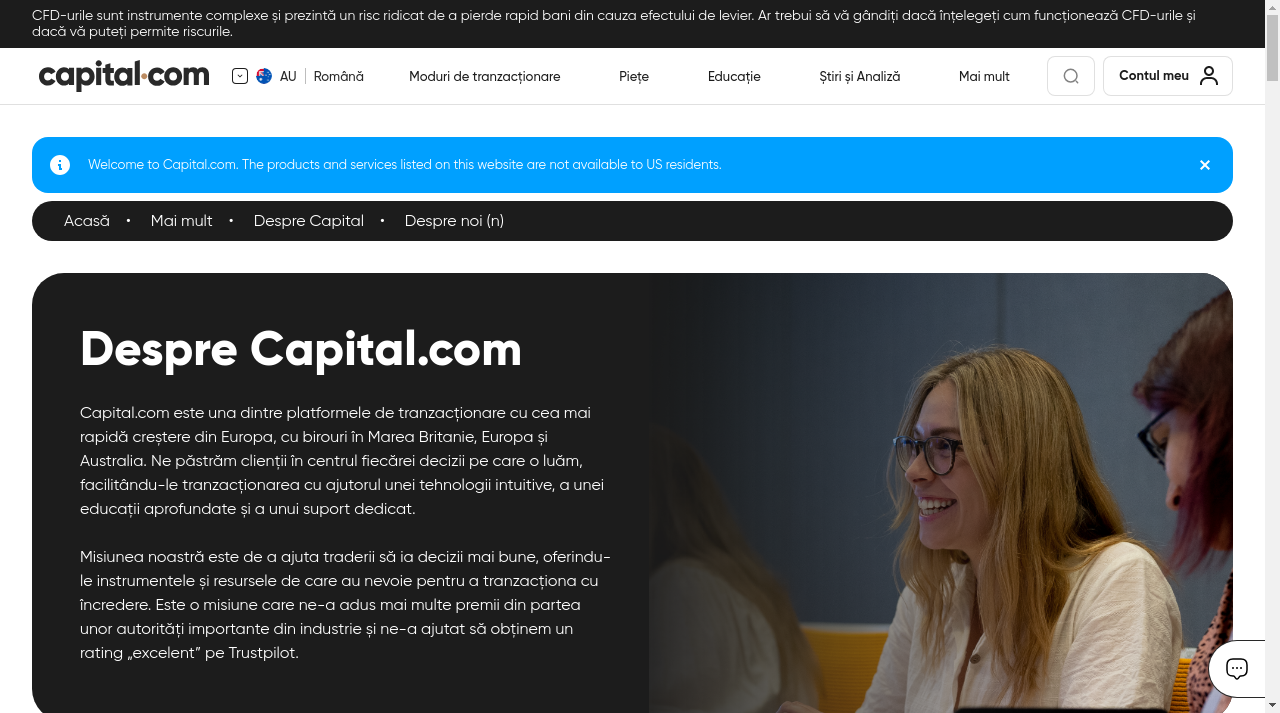 CFD-urile sunt instrumente complexe și prezintă un risc ridicat de a pierde rapid bani din cauza efectului de levier. Ar trebui să vă gândiți dacă înțelegeți cum funcționează CFD-urile și
dacă vă puteți permite riscurile.
capital.com AU Română Moduri de tranzacționare Piețe Educație Știri și Analiză Mai mult Contul meu
Welcome to Capital.com. The products and services listed on this website are not available to US residents.
Acasă • Mai mult • Despre Capital • Despre noi (n)
Despre Capital.com
Capital.com este una dintre platformele de tranzacționare cu cea mai
rapidă creștere din Europa, cu birouri în Marea Britanie, Europa și
Australia. Ne păstrăm clienții în centrul fiecărei decizii pe care o luăm,
facilitându-le tranzacționarea cu ajutorul unei tehnologii intuitive, a unei
educații aprofundate și a unui suport dedicat.
Misiunea noastră este de a ajuta traderii să ia decizii mai bune, oferindu-
le instrumentele și resursele de care au nevoie pentru a tranzacționa cu
încredere. Este o misiune care ne-a adus mai multe premii din partea
unor autorități importante din industrie și ne-a ajutat să obținem un
rating „excelent” pe Trustpilot.